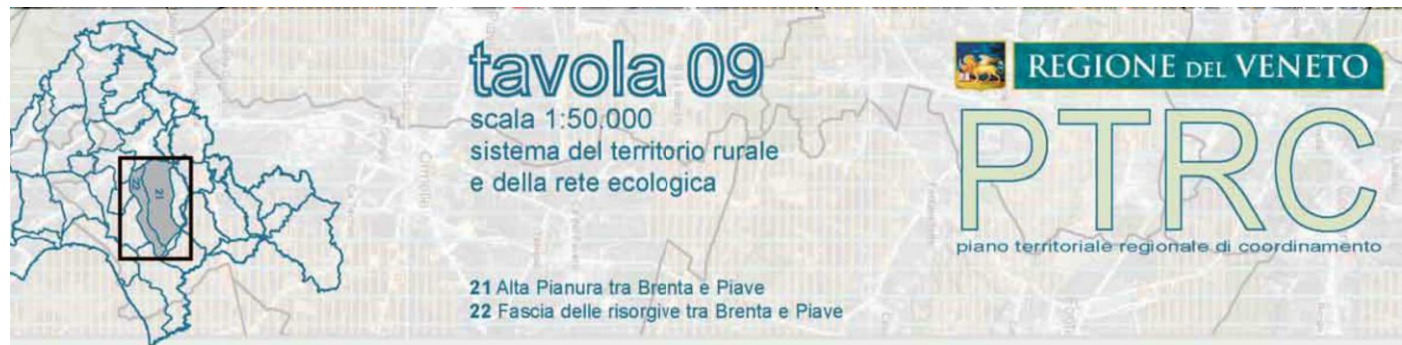 tavola 09
scala 1:50.000
sistema del territorio rurale
e della rete ecologica
21 Alta Pianura tra Brenta e Piave
22 Fascia delle risorgive tra Brenta e Piave
REGIONE DEL VENETO
PTRC
piano territoriale regionale di coordinamento
22
21